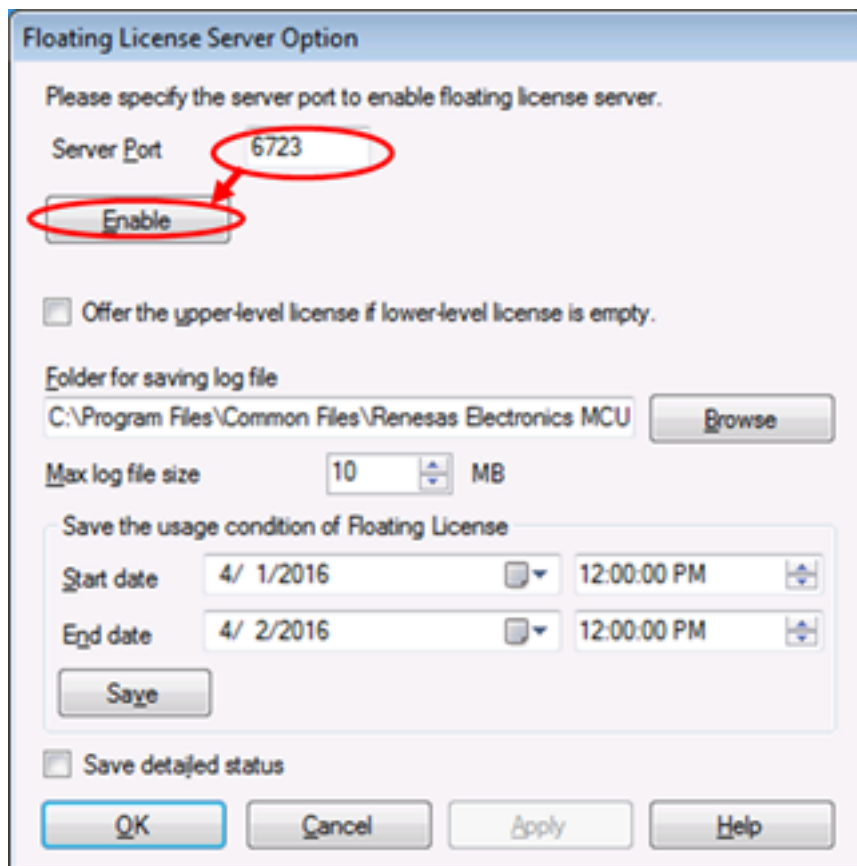 Floating License Server Option
Please specify the server port to enable floating license server.
Server Port 6723
Enable
Offer the upper-level license if lower-level license is empty.
Folder for saving log file
C:\Program Files\Common Files\Renesas Electronics MCU Browse
Max log file size 10 MB
Save the usage condition of Floating License
Start date 4/ 1/2016 12:00:00 PM
End date 4/ 2/2016 12:00:00 PM
Save
Save detailed status
OK Cancel Apply Help